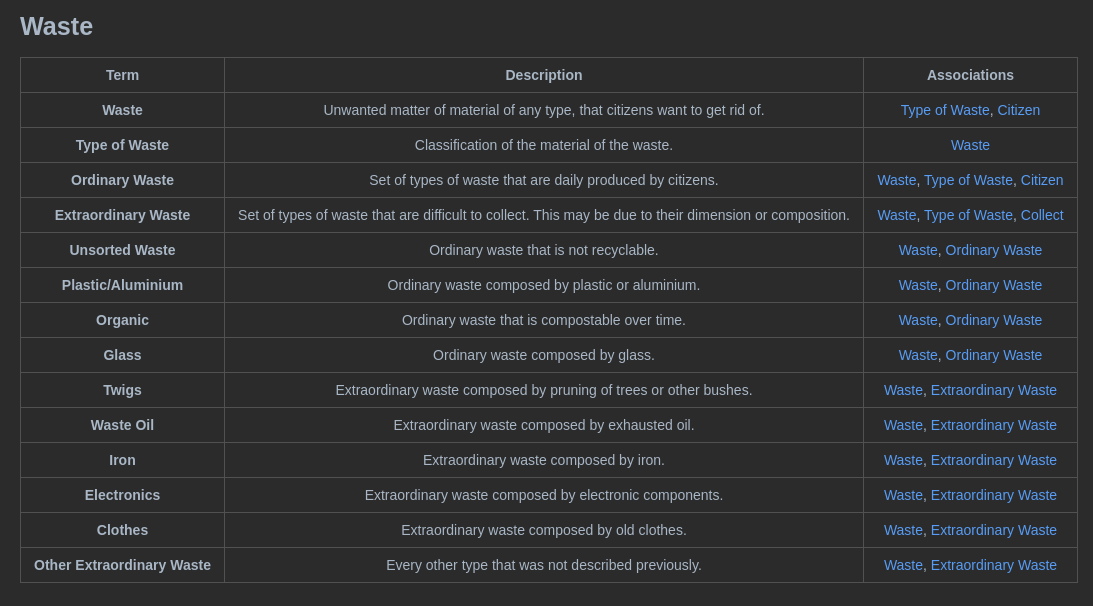 Waste
Term Description Associations
Waste Unwanted matter of material of any type, that citizens want to get rid of. Type of Waste, Citizen
Type of Waste Classification of the material of the waste. Waste
Ordinary Waste Set of types of waste that are daily produced by citizens. Waste, Type of Waste, Citizen
Extraordinary Waste Set of types of waste that are difficult to collect. This may be due to their dimension or composition. Waste, Type of Waste, Collect
Unsorted Waste Ordinary waste that is not recyclable. Waste, Ordinary Waste
Plastic/Aluminium Ordinary waste composed by plastic or aluminium. Waste, Ordinary Waste
Organic Ordinary waste that is compostable over time. Waste, Ordinary Waste
Glass Ordinary waste composed by glass. Waste, Ordinary Waste
Twigs Extraordinary waste composed by pruning of trees or other bushes. Waste, Extraordinary Waste
Waste Oil Extraordinary waste composed by exhausted oil. Waste, Extraordinary Waste
Iron Extraordinary waste composed by iron. Waste, Extraordinary Waste
Electronics Extraordinary waste composed by electronic components. Waste, Extraordinary Waste
Clothes Extraordinary waste composed by old clothes. Waste, Extraordinary Waste
Other Extraordinary Waste Every other type that was not described previously. Waste, Extraordinary Waste